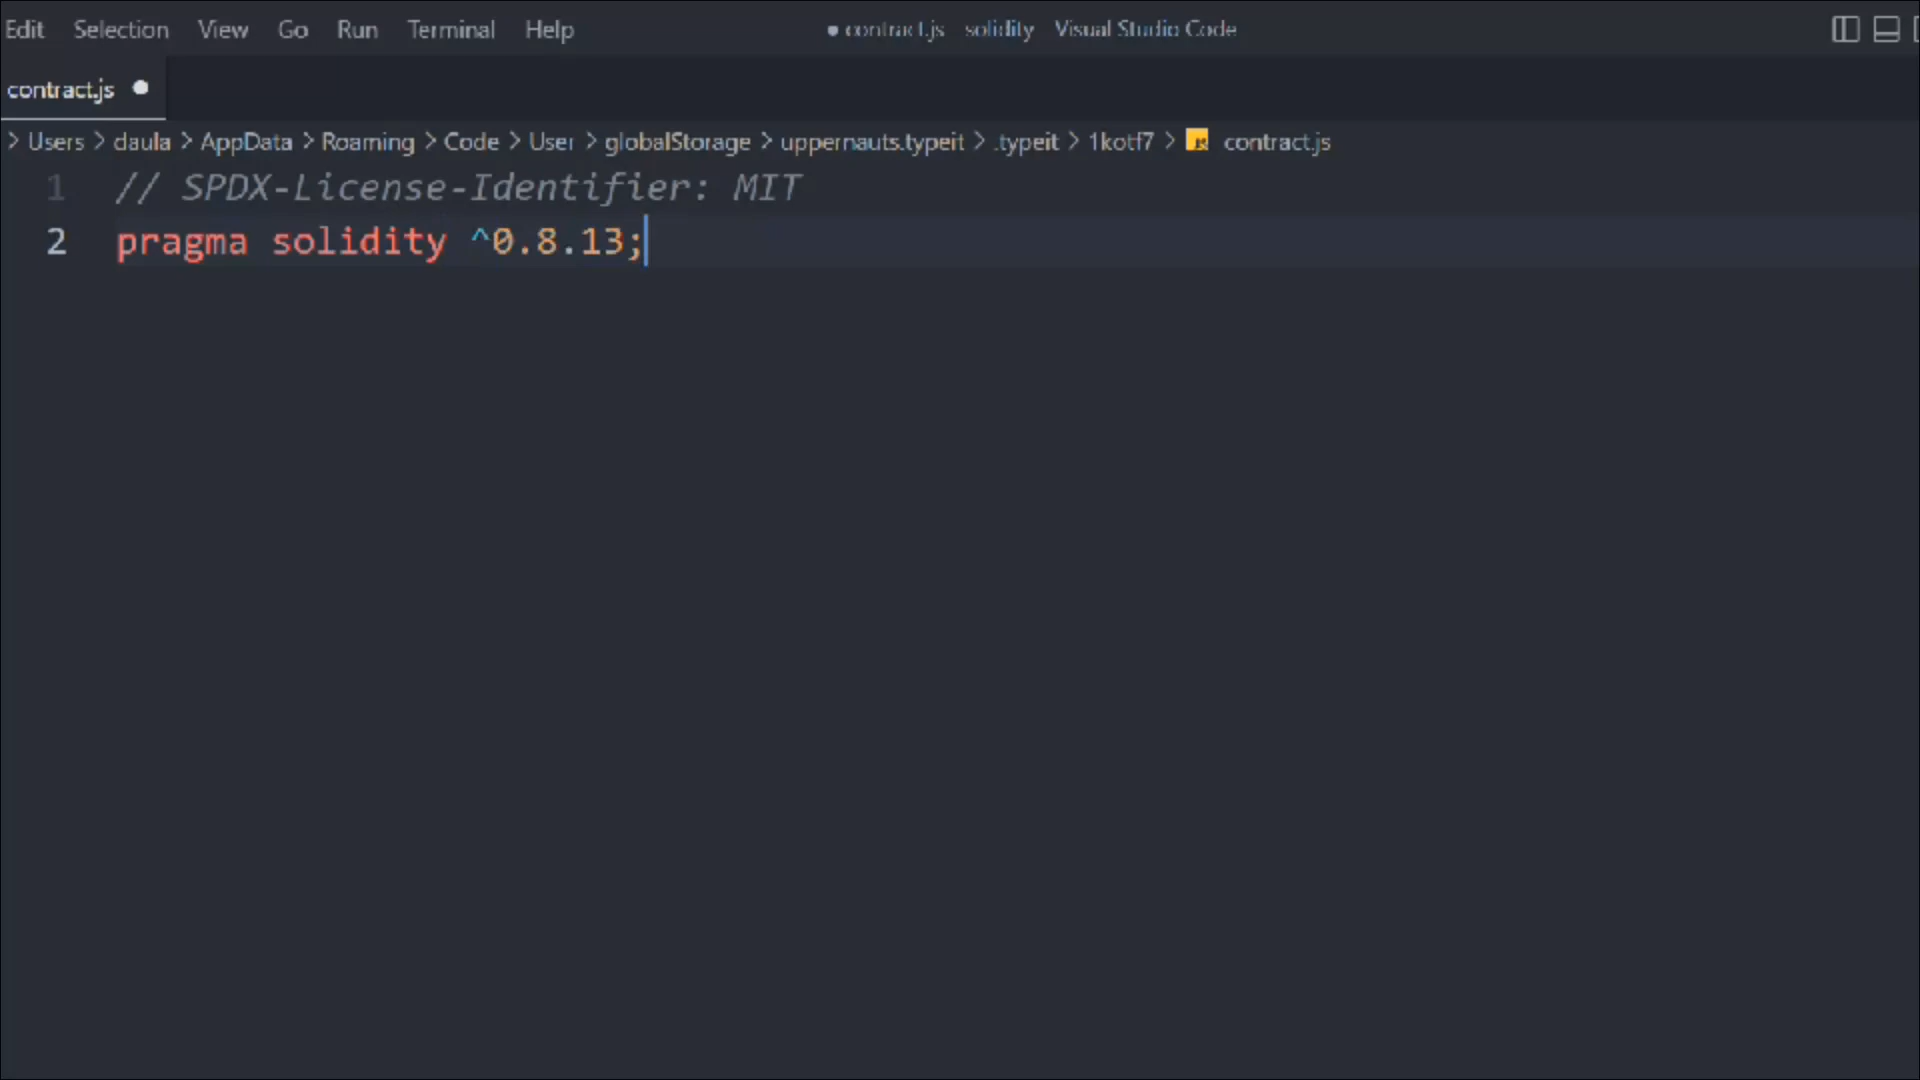 Edit Selection View Go Run Terminal Help
● contract.js solidity Visual Studio Code
contract.js ●
> Users > daula > AppData > Roaming > Code > User > globalStorage > uppernauts.typeit > .typeit > 1kotf7 > JS contract.js
1 // SPDX-License-Identifier: MIT
2 pragma solidity ^0.8.13;